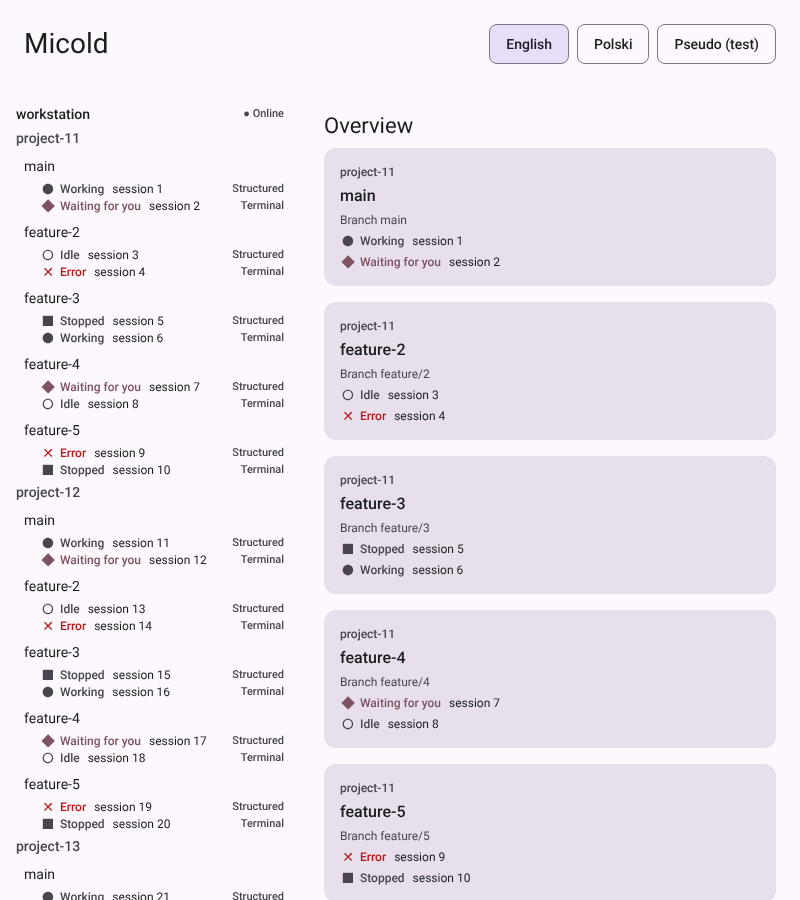 Micold
English
Polski
Pseudo (test)
workstation
● Online
project-11
main
Working session 1 Structured
Waiting for you session 2 Terminal
feature-2
Idle session 3 Structured
Error session 4 Terminal
feature-3
Stopped session 5 Structured
Working session 6 Terminal
feature-4
Waiting for you session 7 Structured
Idle session 8 Terminal
feature-5
Error session 9 Structured
Stopped session 10 Terminal
project-12
main
Working session 11 Structured
Waiting for you session 12 Terminal
feature-2
Idle session 13 Structured
Error session 14 Terminal
feature-3
Stopped session 15 Structured
Working session 16 Terminal
feature-4
Waiting for you session 17 Structured
Idle session 18 Terminal
feature-5
Error session 19 Structured
Stopped session 20 Terminal
project-13
main
Working session 21 Structured
Overview
project-11
main
Branch main
Working session 1
Waiting for you session 2
project-11
feature-2
Branch feature/2
Idle session 3
Error session 4
project-11
feature-3
Branch feature/3
Stopped session 5
Working session 6
project-11
feature-4
Branch feature/4
Waiting for you session 7
Idle session 8
project-11
feature-5
Branch feature/5
Error session 9
Stopped session 10